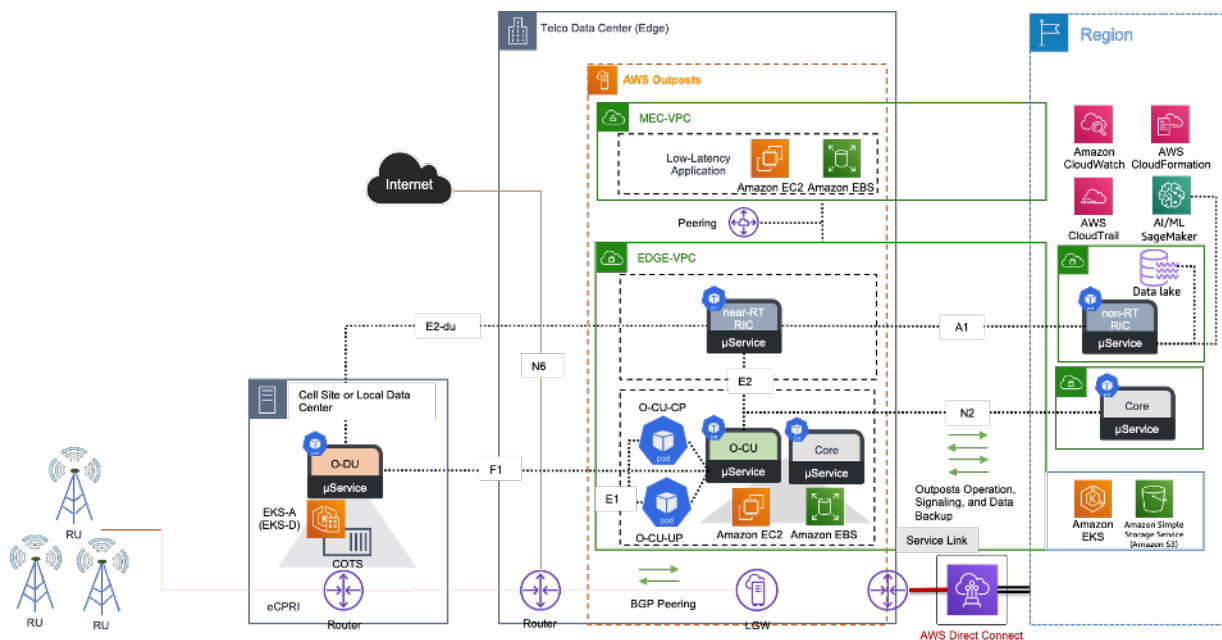 Telco Data Center (Edge)
Region
AWS Outposts
MEC-VPC
Low-Latency
Application
Amazon EC2
Amazon EBS
Amazon
CloudWatch
AWS
CloudFormation
Internet
Peering
AWS
CloudTrail
AI/ML
SageMaker
EDGE-VPC
Data lake
near-RT
RIC
µService
non-RT
RIC
µService
E2-du
A1
N6
E2
Cell Site or Local Data
Center
O-CU-CP
pod
O-CU
µService
Core
µService
N2
Core
µService
O-DU
µService
F1
E1
pod
O-CU-UP
Amazon EC2
Amazon EBS
Outposts Operation,
Signaling, and Data
Backup
EKS-A
(EKS-D)
COTS
Amazon
EKS
Amazon Simple
Storage Service
(Amazon S3)
Service Link
RU
RU
RU
eCPRI
Router
Router
BGP Peering
LGW
Router
AWS Direct Connect